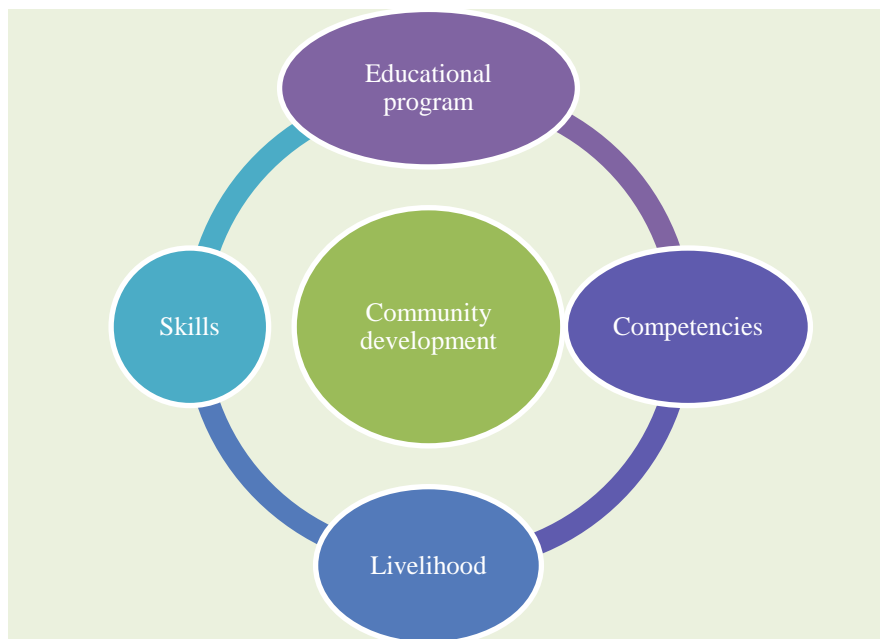 Educational
program
Skills
Community
development
Competencies
Livelihood